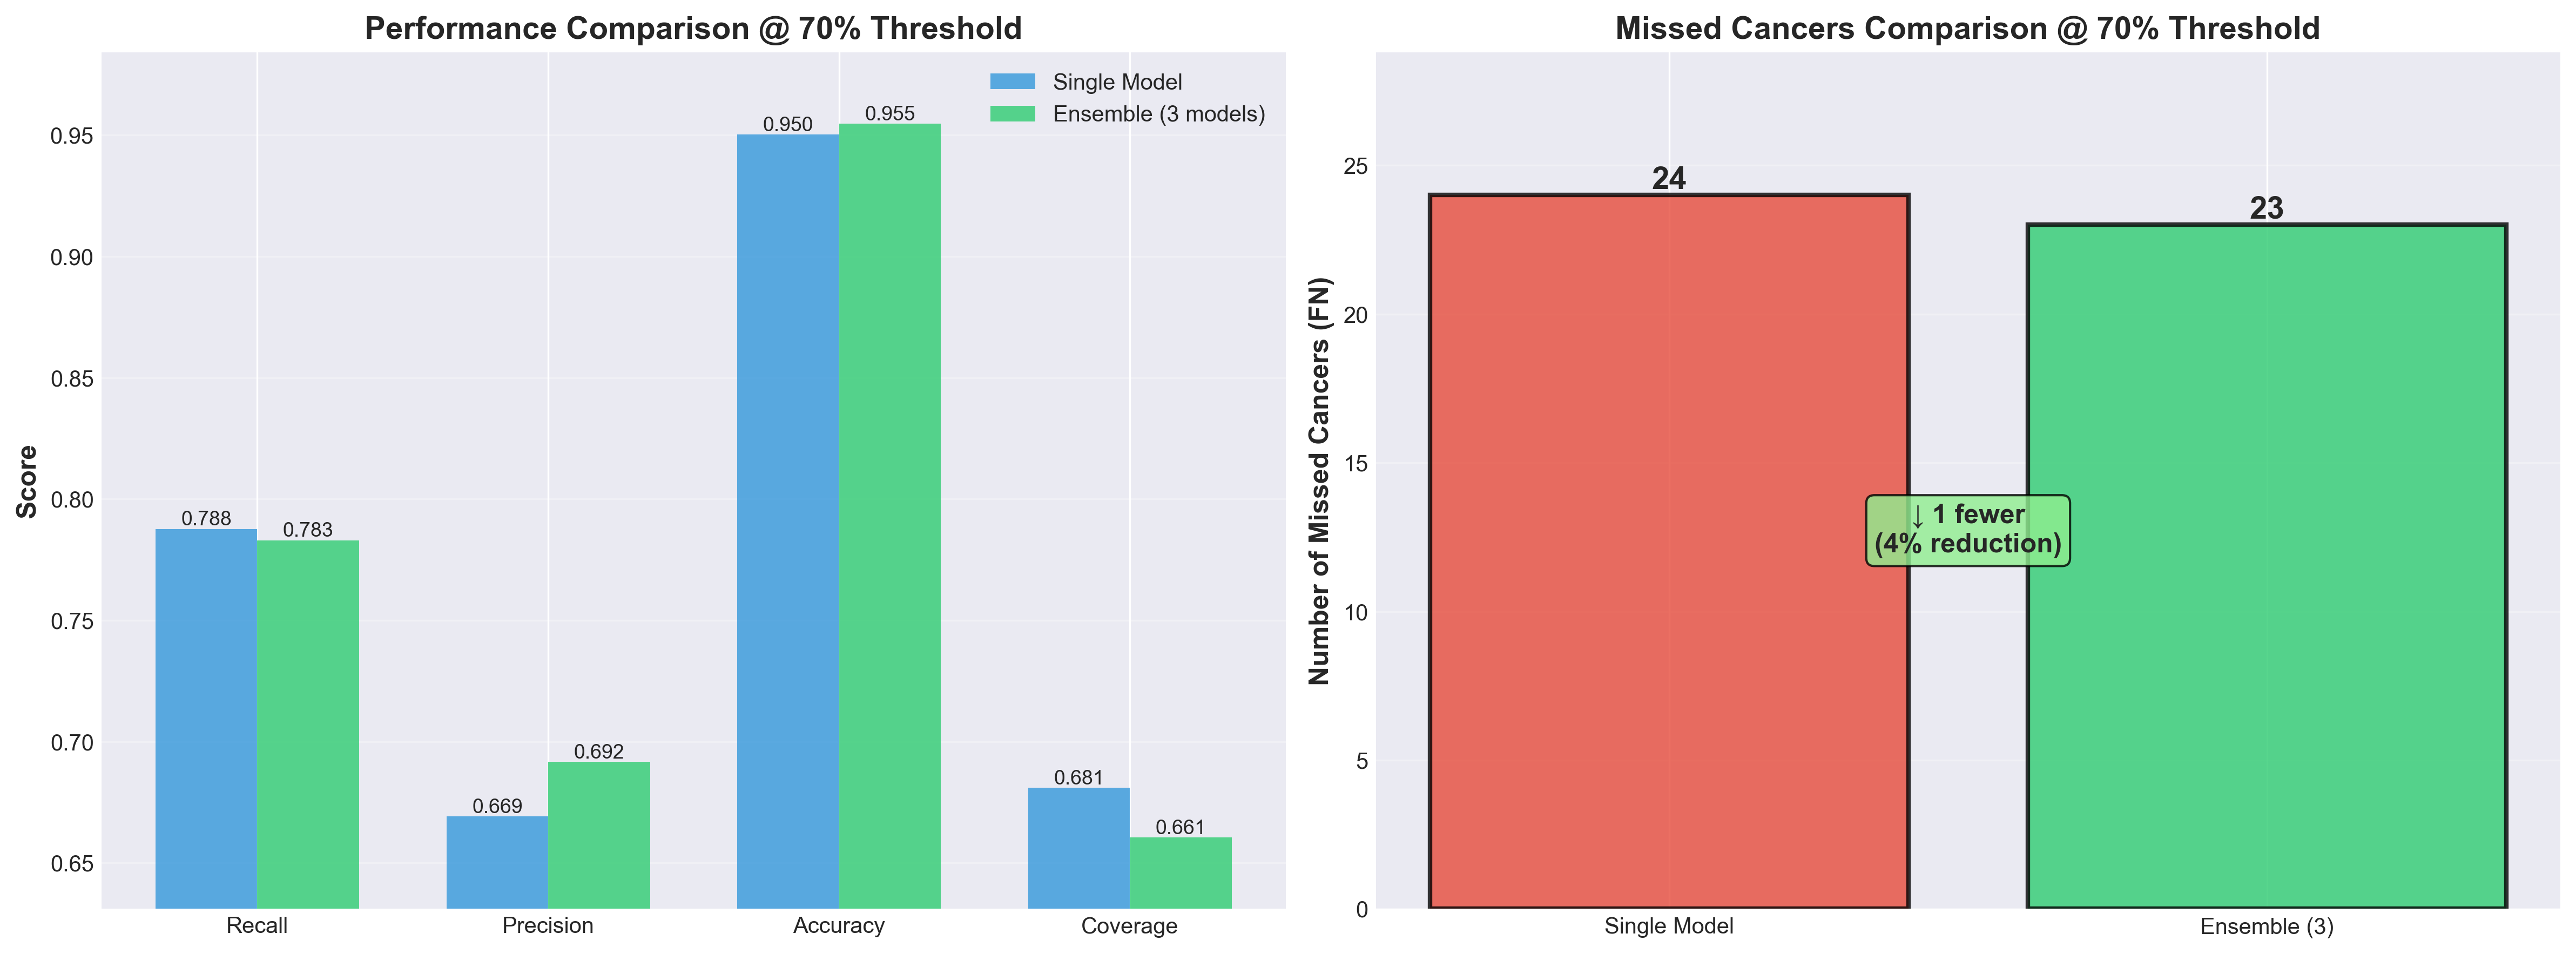 Performance Comparison @ 70% Threshold
Score
0.95
0.90
0.85
0.80
0.75
0.70
0.65
Single Model
Ensemble (3 models)
0.788
0.783
0.669
0.692
0.950
0.955
0.681
0.661
Recall
Precision
Accuracy
Coverage
Missed Cancers Comparison @ 70% Threshold
Number of Missed Cancers (FN)
25
20
15
10
5
0
24
23
↓ 1 fewer
(4% reduction)
Single Model
Ensemble (3)